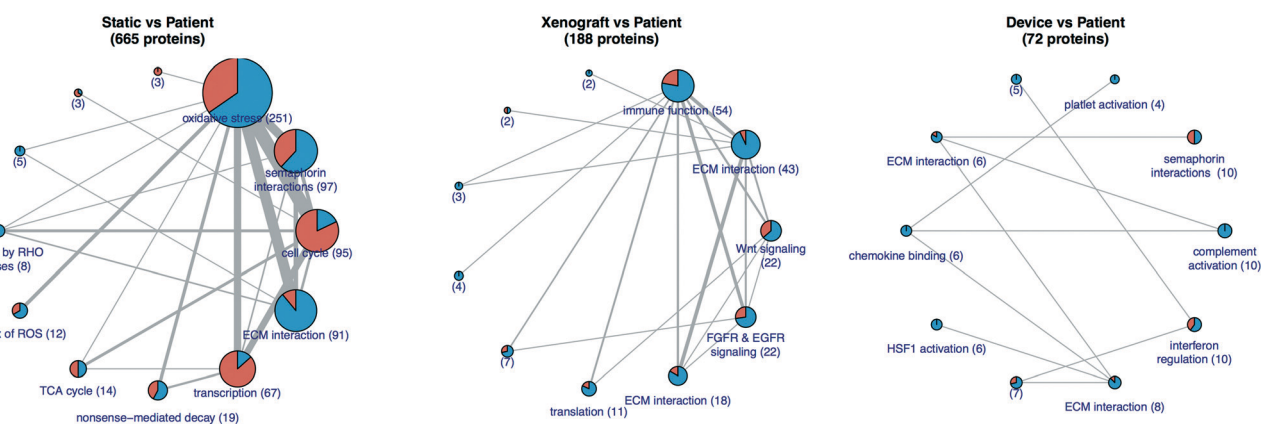 Static vs Patient
(665 proteins)
(3)
(3)
oxidative stress (251)
(5)
semaphorin
interactions (97)
by RHO
ses (8)
cell cycle (95)
of ROS (12)
ECM interaction (91)
TCA cycle (14)
transcription (67)
nonsense−mediated decay (19)
Xenograft vs Patient
(188 proteins)
(2)
immune function (54)
(2)
ECM interaction (43)
(3)
Wnt signaling
(22)
(4)
FGFR & EGFR
signaling (22)
(7)
ECM interaction (18)
translation (11)
Device vs Patient
(72 proteins)
(5)
platlet activation (4)
ECM interaction (6)
semaphorin
interactions (10)
chemokine binding (6)
complement
activation (10)
HSF1 activation (6)
interferon
regulation (10)
(7)
ECM interaction (8)